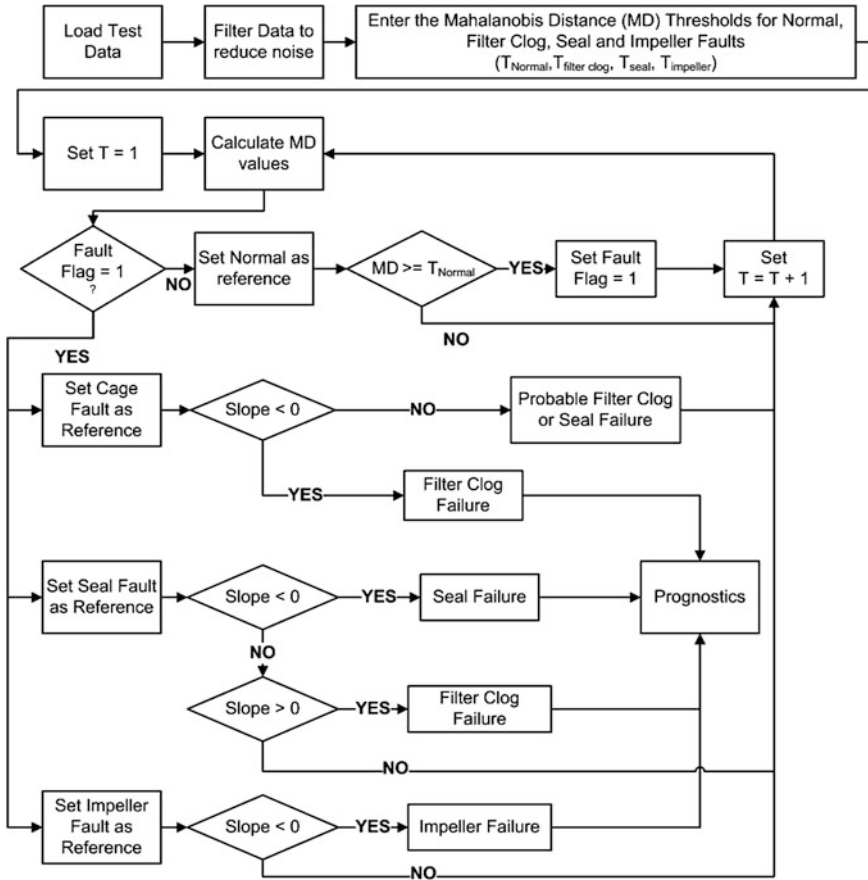 Load Test
Data
Filter Data to
reduce noise
Enter the Mahalanobis Distance (MD) Thresholds for Normal,
Filter Clog, Seal and Impeller Faults
(TNormal,Tfilter clog, Tseal, Timpeller)
Set T = 1
Calculate MD
values
Fault
Flag = 1
?
NO
Set Normal as
reference
MD >= TNormal
YES
Set Fault
Flag = 1
Set
T = T + 1
NO
YES
Set Cage
Fault as
Reference
Slope < 0
NO
Probable Filter Clog
or Seal Failure
YES
Filter Clog
Failure
Set Seal Fault
as Reference
Slope < 0
YES
Seal Failure
Prognostics
NO
Slope > 0
YES
Filter Clog
Failure
NO
Set Impeller
Fault as
Reference
Slope < 0
YES
Impeller Failure
NO